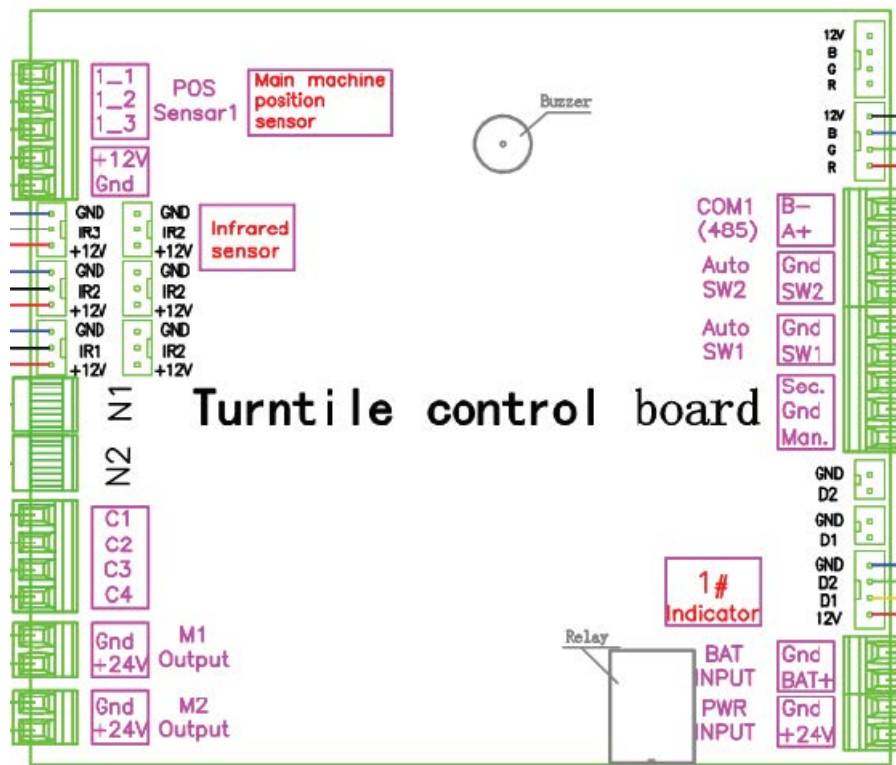 1_1
1_2
1_3
+12V
Gnd
POS
Sensar1
Main machine
position
sensor
Buzzer
12V
B
G
R
12V
B
G
R
GND
IR3
+12V
GND
IR2
+12V
Infrared
sensor
GND
IR2
+12V
GND
IR2
+12V
GND
IR1
+12V
GND
IR2
+12V
COM1
(485)
B-
A+
Auto
SW2
Gnd
SW2
Auto
SW1
Gnd
SW1
Sec.
Gnd
Man.
N1
Turntile control board
N2
GND
D2
GND
D1
GND
D2
D1
12V
C1
C2
C3
C4
1#
Indicator
Gnd
+24V
M1
Output
Gnd
+24V
M2
Output
Relay
BAT
INPUT
Gnd
BAT+
PWR
INPUT
Gnd
+24V